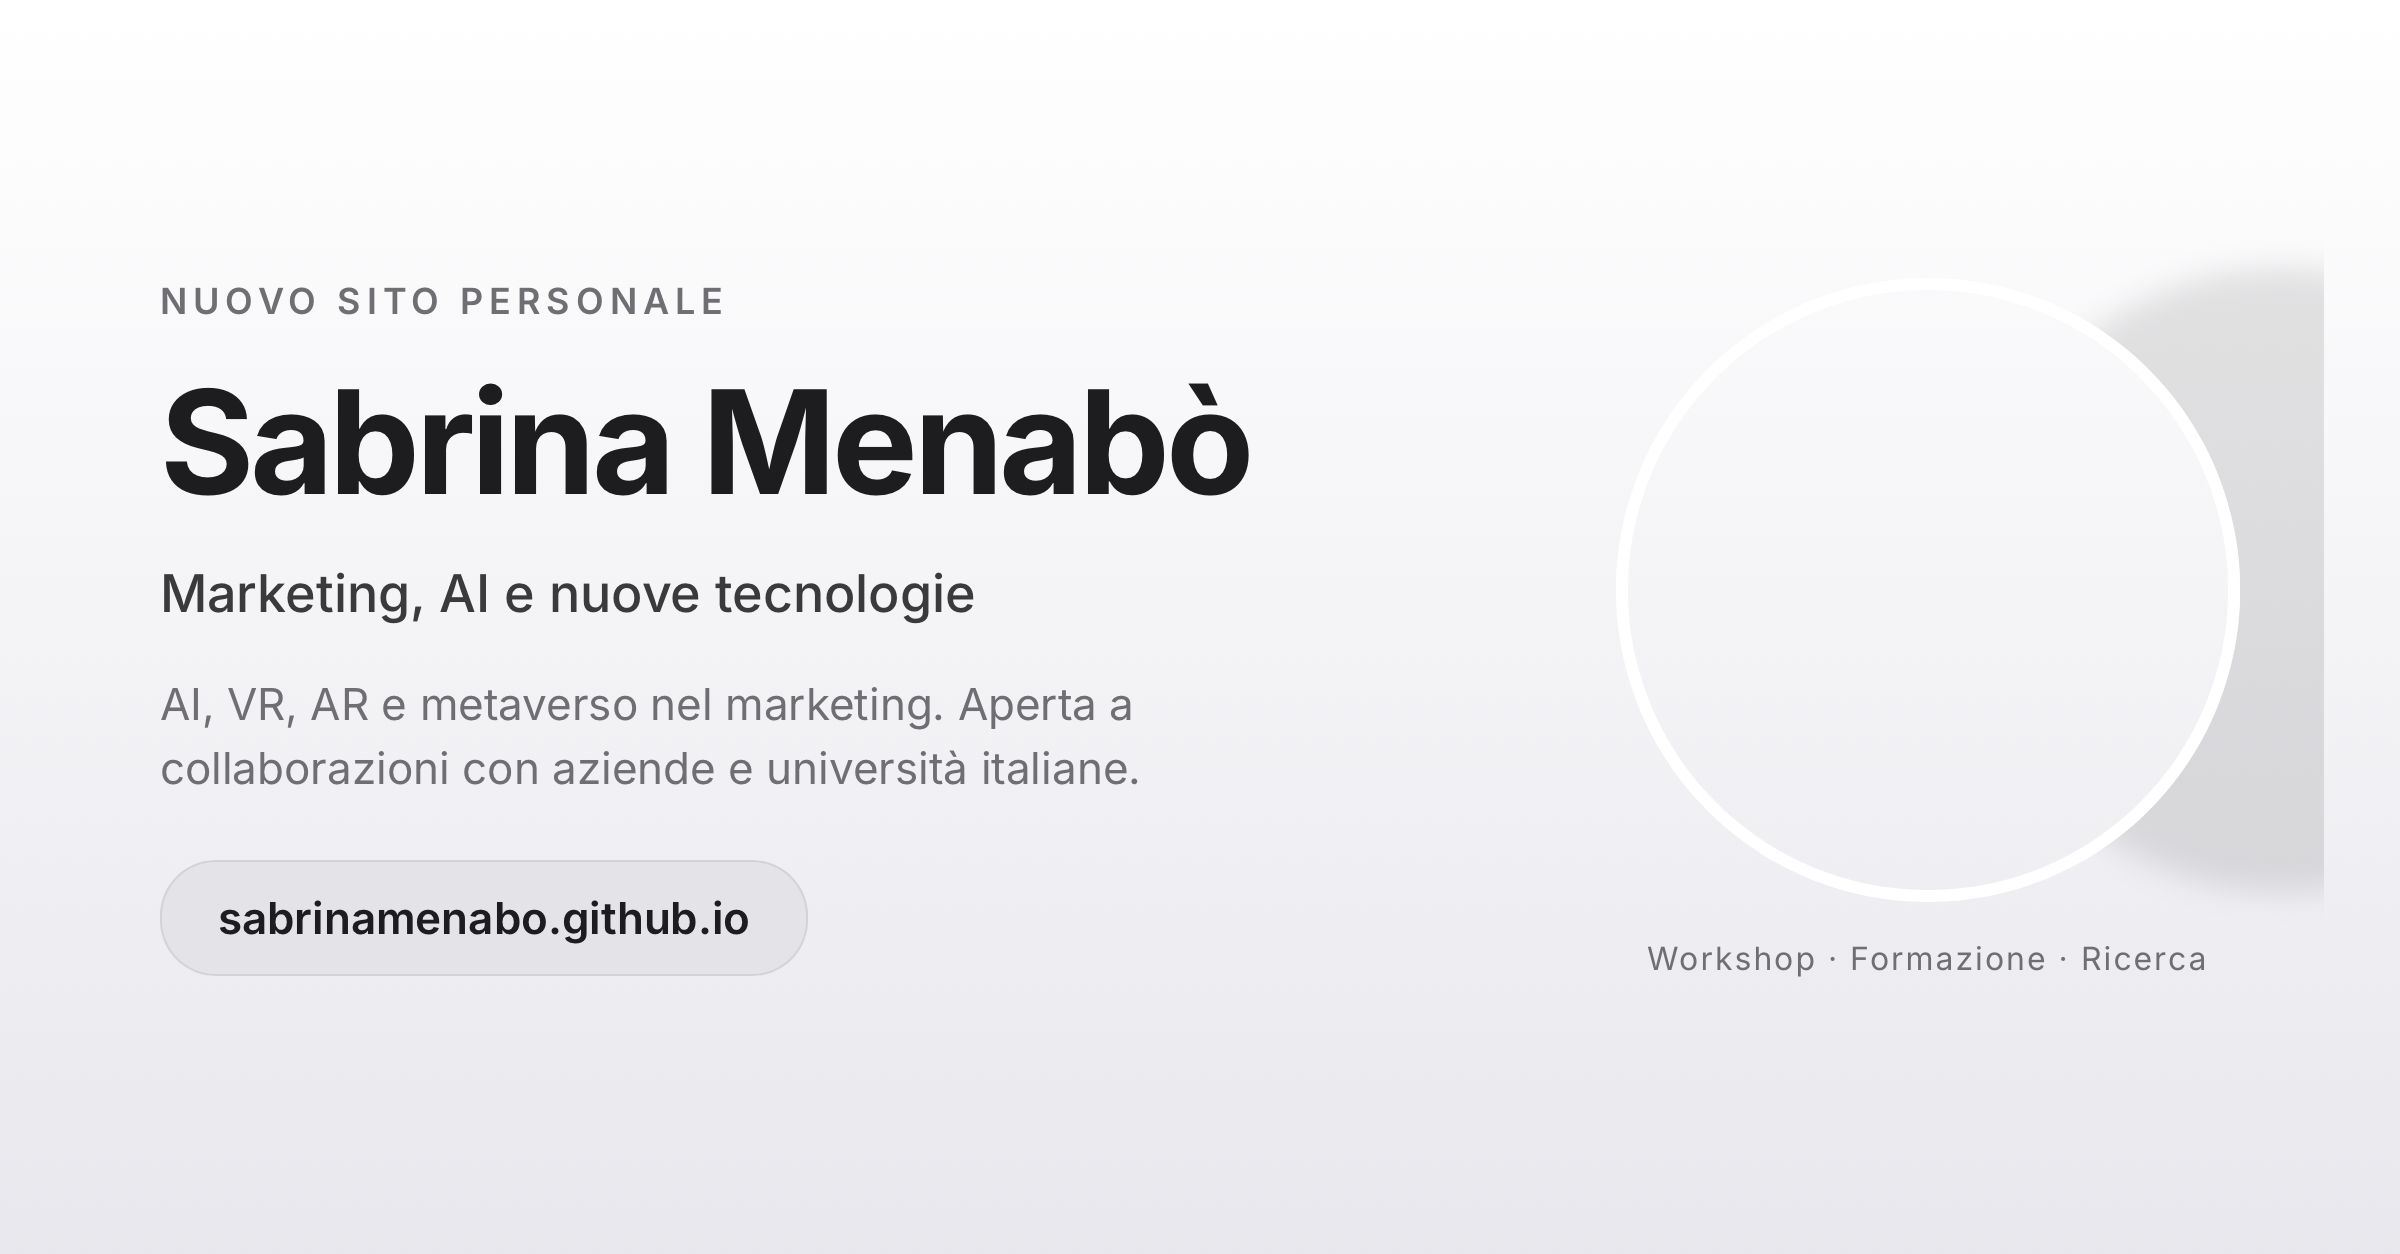 NUOVO SITO PERSONALE
Sabrina Menabò
Marketing, AI e nuove tecnologie
AI, VR, AR e metaverso nel marketing. Aperta a
collaborazioni con aziende e università italiane.
sabrinamenabo.github.io
Workshop · Formazione · Ricerca